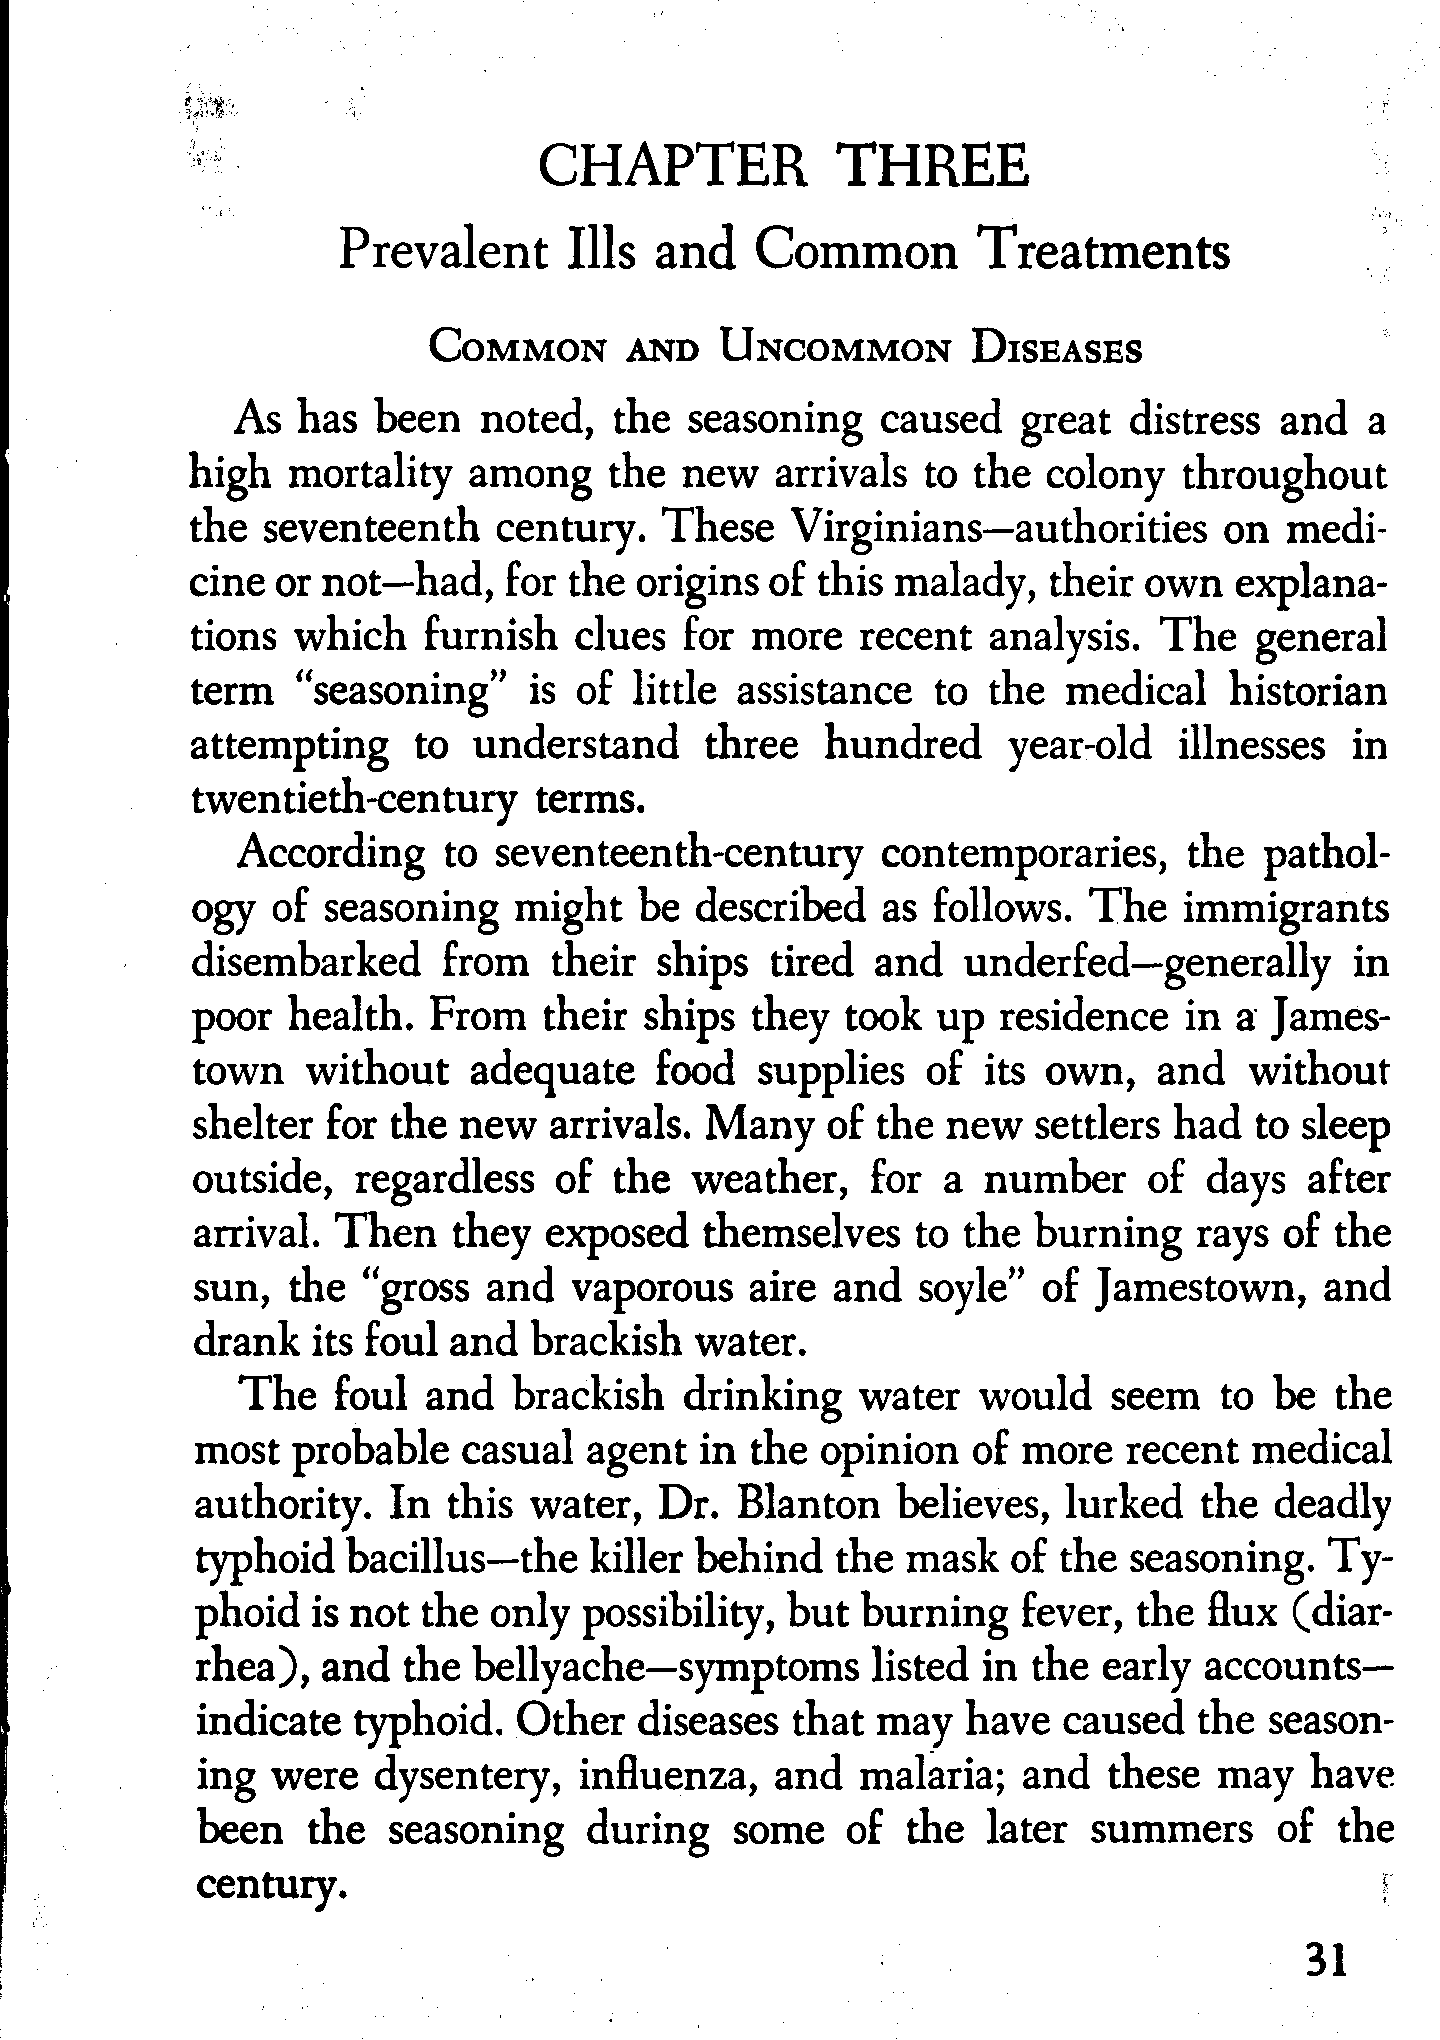 CHAPTER THREE
Prevalent Ills and Common Treatments
COMMON AND UNCOMMON DISEASES
As has been noted, the seasoning caused great distress and a
high mortality among the new arrivals to the colony throughout
the seventeenth century. These Virginians—authorities on medi-
cine or not—had, for the origins of this malady, their own explana-
tions which furnish clues for more recent analysis. The general
term "seasoning" is of little assistance to the medical historian
attempting to understand three hundred year-old illnesses in
twentieth-century terms.
According to seventeenth-century contemporaries, the pathol-
ogy of seasoning might be described as follows. The immigrants
disembarked from their ships tired and underfed—generally in
poor health. From their ships they took up residence in a James-
town without adequate food supplies of its own, and without
shelter for the new arrivals. Many of the new settlers had to sleep
outside, regardless of the weather, for a number of days after
arrival. Then they exposed themselves to the burning rays of the
sun, the "gross and vaporous aire and soyle" of Jamestown, and
drank its foul and brackish water.
The foul and brackish drinking water would seem to be the
most probable casual agent in the opinion of more recent medical
authority. In this water, Dr. Blanton believes, lurked the deadly
typhoid bacillus—the killer behind the mask of the seasoning. Ty-
phoid is not the only possibility, but burning fever, the flux (diar-
rhea), and the bellyache—symptoms listed in the early accounts—
indicate typhoid. Other diseases that may have caused the season-
ing were dysentery, influenza, and malaria; and these may have
been the seasoning during some of the later summers of the
century.
31